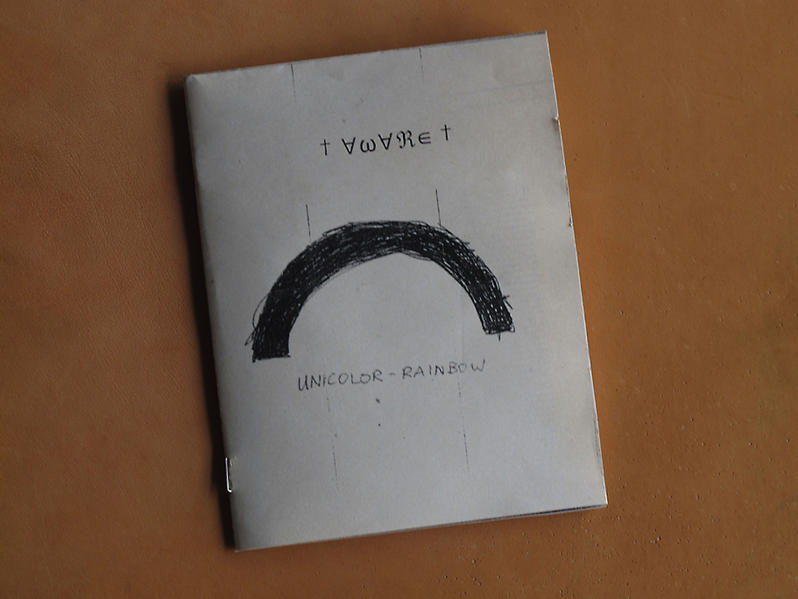 † ∀ω∀ℜ∈ †
UNICOLOR-RAINBOW